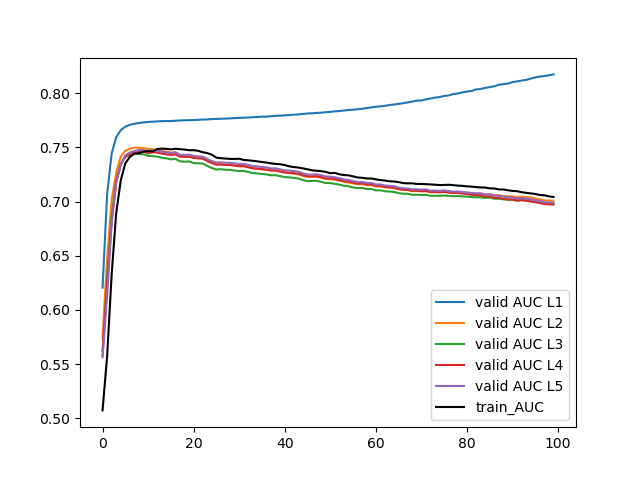 0.80
0.75
0.70
0.65
0.60
0.55
0.50
0 20 40 60 80 100
valid AUC L1
valid AUC L2
valid AUC L3
valid AUC L4
valid AUC L5
train_AUC